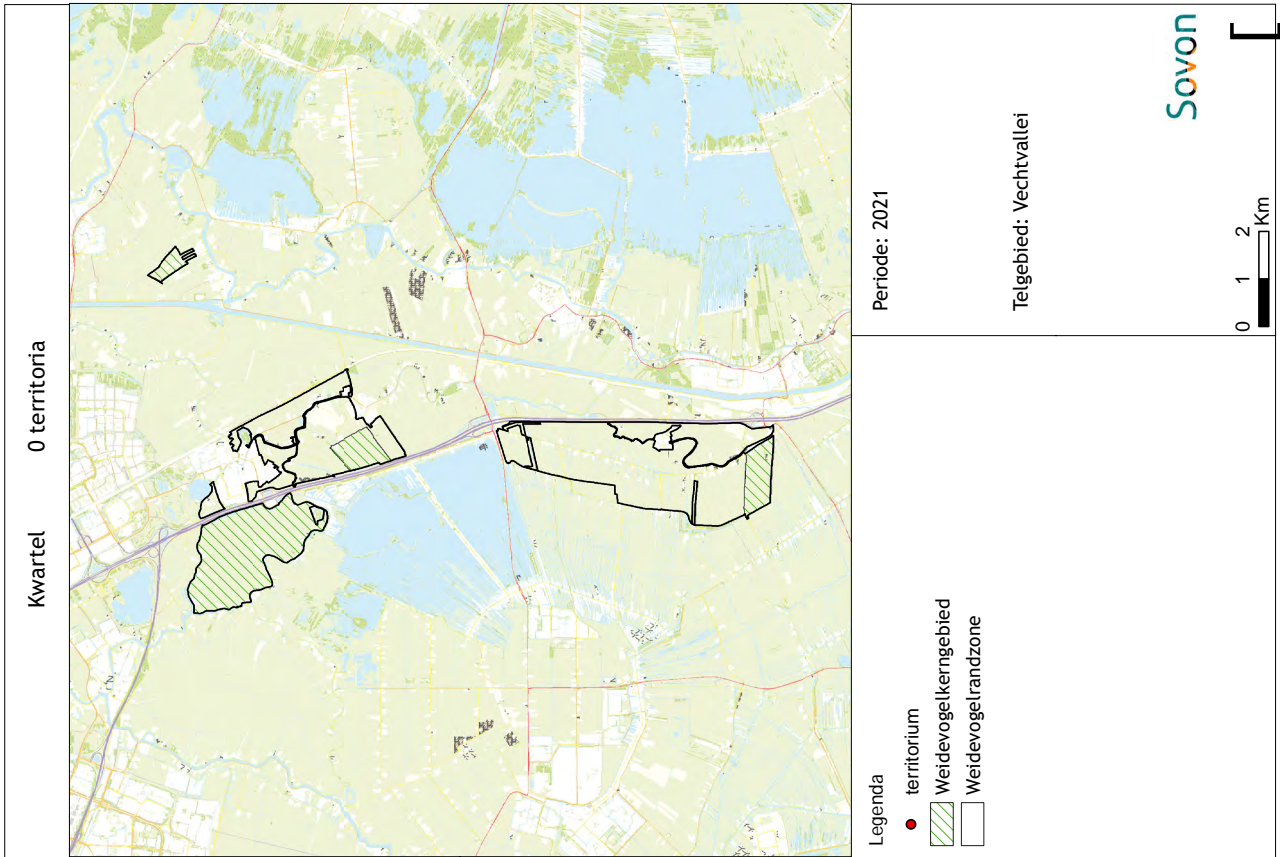 Kwartel 0 territoria
Legenda
territorium
Weidevogelkerngebied
Weidevogelrandzone
Periode: 2021
Telgebied: Vechtvallei
0 1 2 Km
Sovon